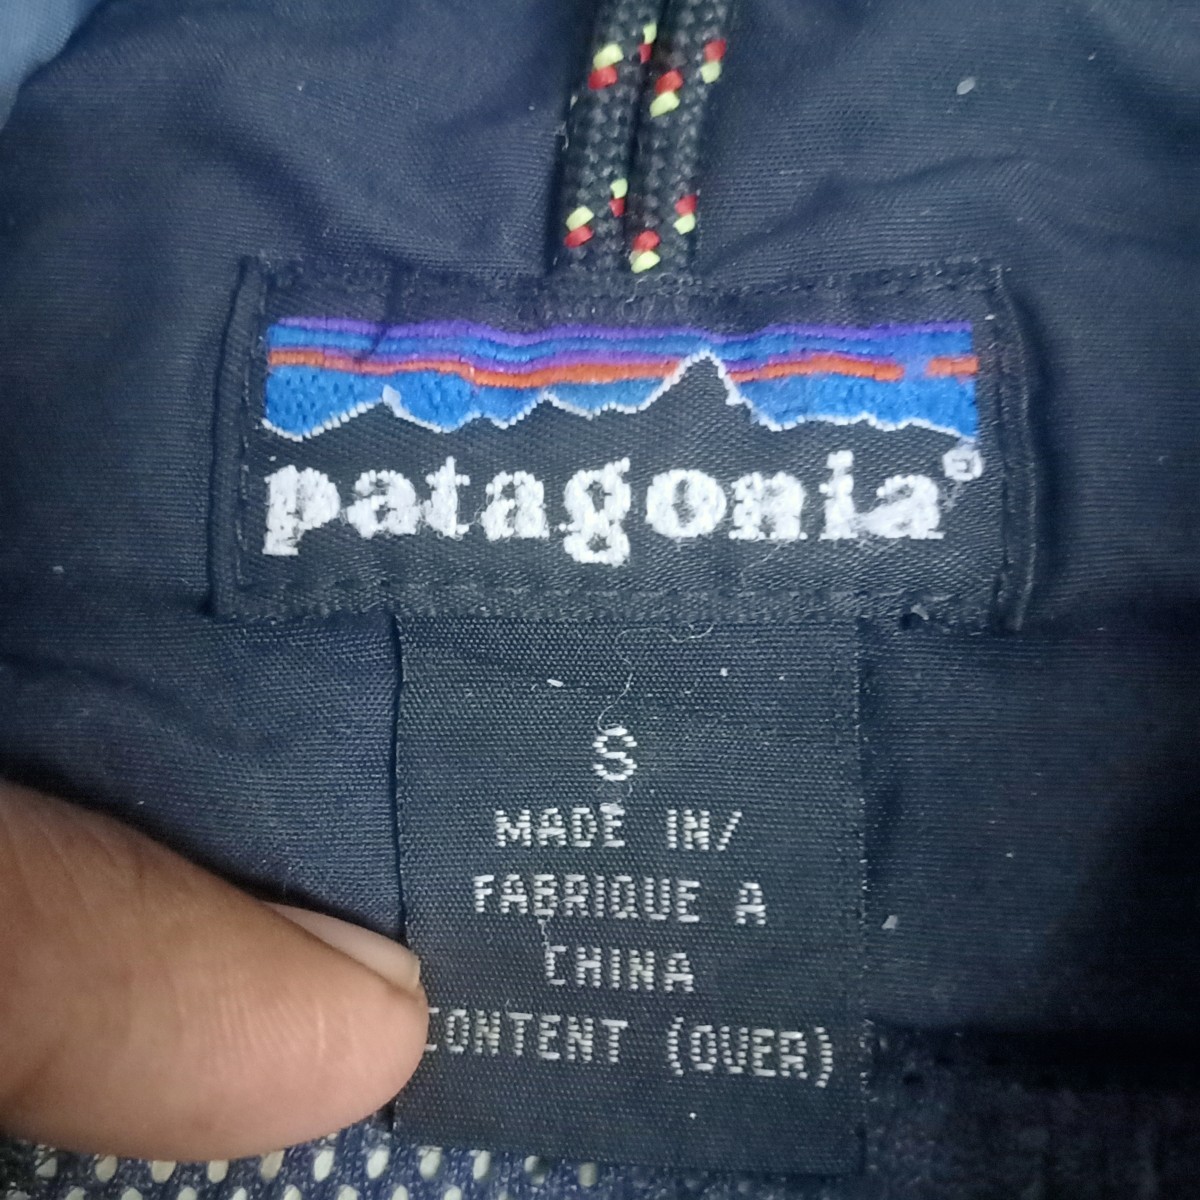 patagonia®
S
MADE IN/
FABRIQUE A
CHINA
CONTENT (OVER)